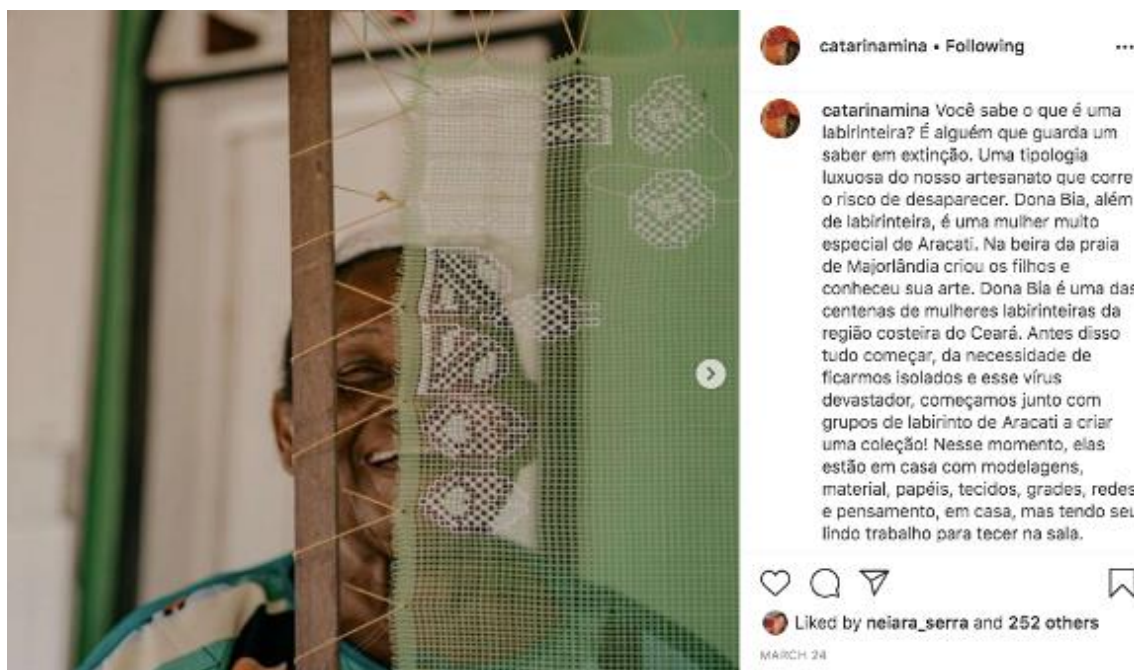 catarinamina • Following
catarinamina Você sabe o que é uma
labirinteira? É alguém que guarda um
saber em extinção. Uma tipologia
luxuosa do nosso artesanato que corre
o risco de desaparecer. Dona Bia, além
de labirinteira, é uma mulher muito
especial de Aracati. Na beira da praia
de Majorlândia criou os filhos e
conheceu sua arte. Dona Bia é uma das
centenas de mulheres labirinteiras da
região costeira do Ceará. Antes disso
tudo começar, da necessidade de
ficarmos isolados e esse vírus
devastador, começamos junto com
grupos de labirinto de Aracati a criar
uma coleção! Nesse momento, elas
estão em casa com modelagens,
material, papéis, tecidos, grades, redes
e pensamento, em casa, mas tendo seu
lindo trabalho para tecer na sala.
Liked by neiara_serra and 252 others
MARCH 24